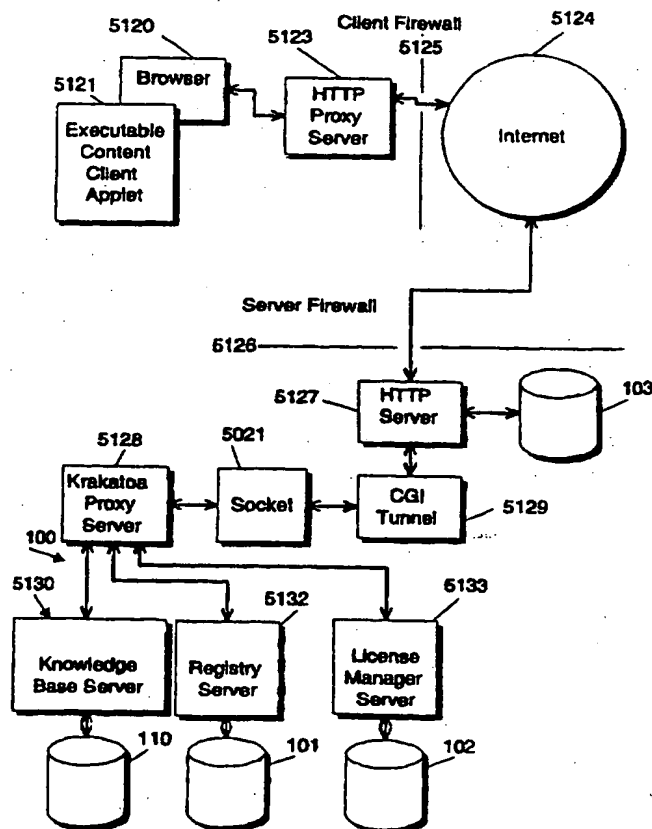 5120
5123
Client Firewall
5125
5124
5121
Browser
HTTP
Proxy
Server
Internet
Executable
Content
Client
Applet
Server Firewall
5126
5127
HTTP
Server
103
5128
5021
Krakatoa
Proxy
Server
Socket
CGI
Tunnel
5129
100
5130
5132
5133
Knowledge
Base Server
Registry
Server
License
Manager
Server
110
101
102